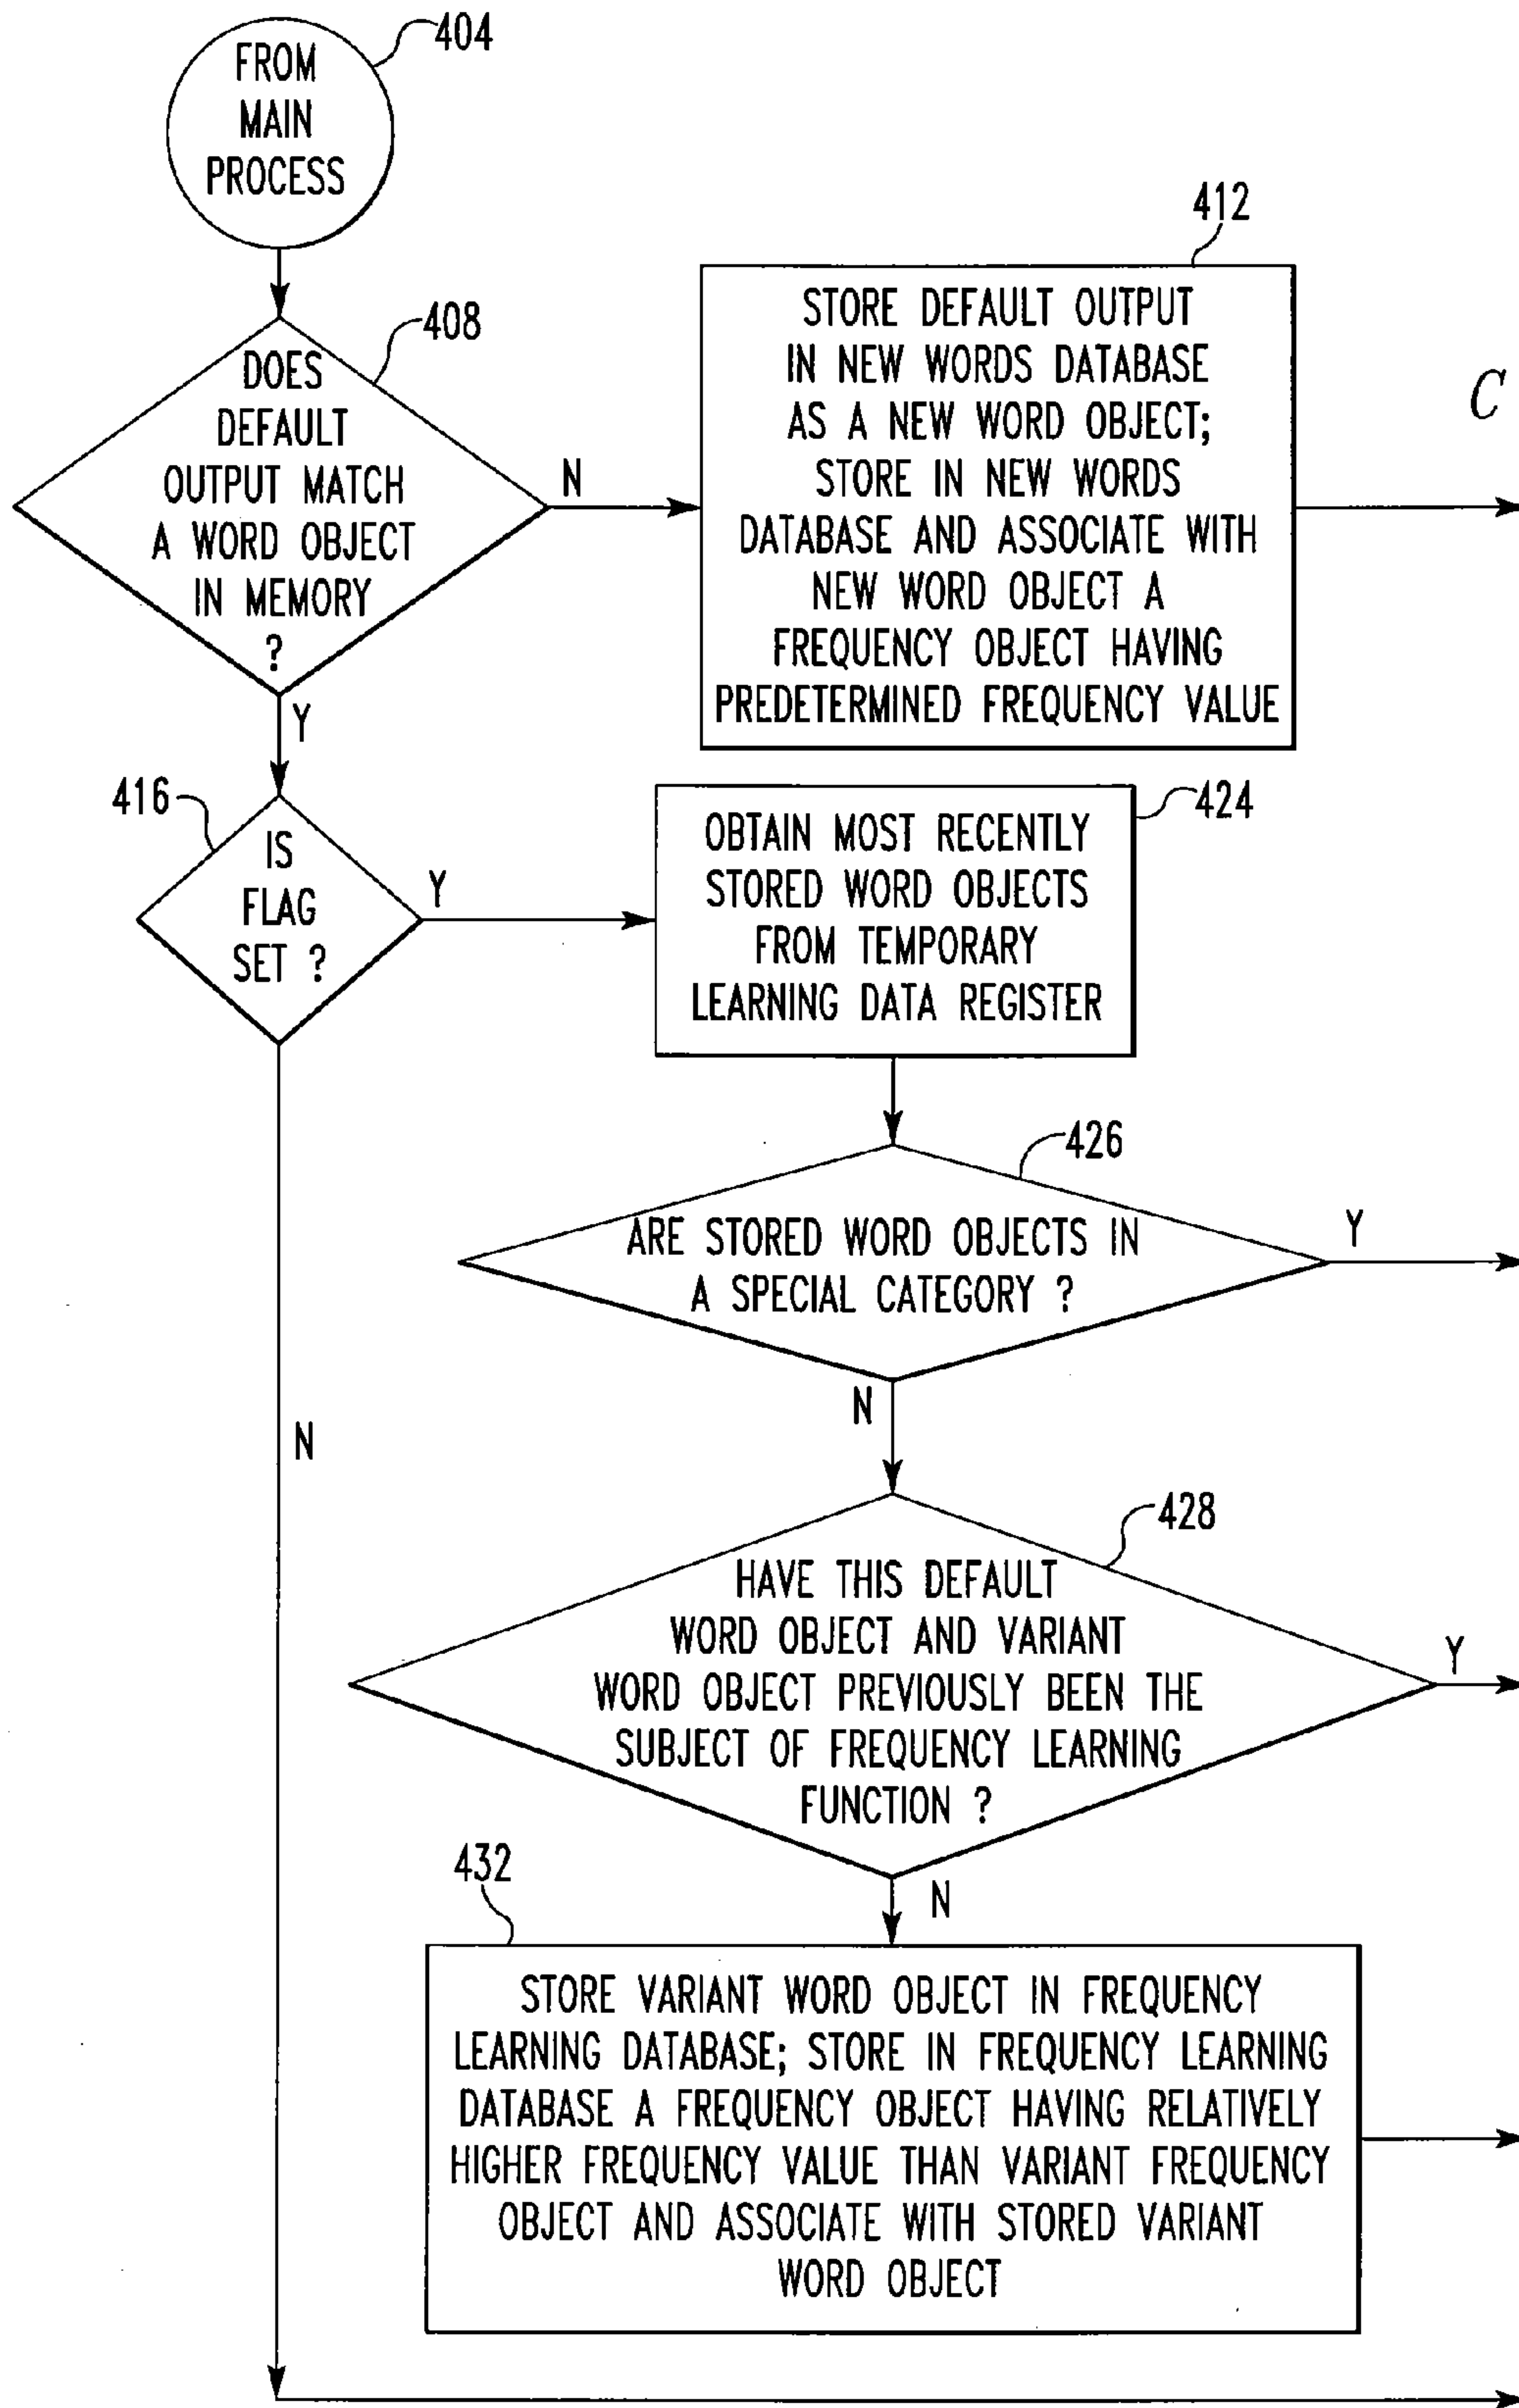 404
FROM
MAIN
PROCESS
408
DOES
DEFAULT
OUTPUT MATCH
A WORD OBJECT
IN MEMORY
?
N
Y
412
STORE DEFAULT OUTPUT
IN NEW WORDS DATABASE
AS A NEW WORD OBJECT;
STORE IN NEW WORDS
DATABASE AND ASSOCIATE WITH
NEW WORD OBJECT A
FREQUENCY OBJECT HAVING
PREDETERMINED FREQUENCY VALUE
C
416
IS
FLAG
SET ?
Y
N
424
OBTAIN MOST RECENTLY
STORED WORD OBJECTS
FROM TEMPORARY
LEARNING DATA REGISTER
426
ARE STORED WORD OBJECTS IN
A SPECIAL CATEGORY ?
Y
N
428
HAVE THIS DEFAULT
WORD OBJECT AND VARIANT
WORD OBJECT PREVIOUSLY BEEN THE
SUBJECT OF FREQUENCY LEARNING
FUNCTION ?
Y
N
432
STORE VARIANT WORD OBJECT IN FREQUENCY
LEARNING DATABASE; STORE IN FREQUENCY LEARNING
DATABASE A FREQUENCY OBJECT HAVING RELATIVELY
HIGHER FREQUENCY VALUE THAN VARIANT FREQUENCY
OBJECT AND ASSOCIATE WITH STORED VARIANT
WORD OBJECT